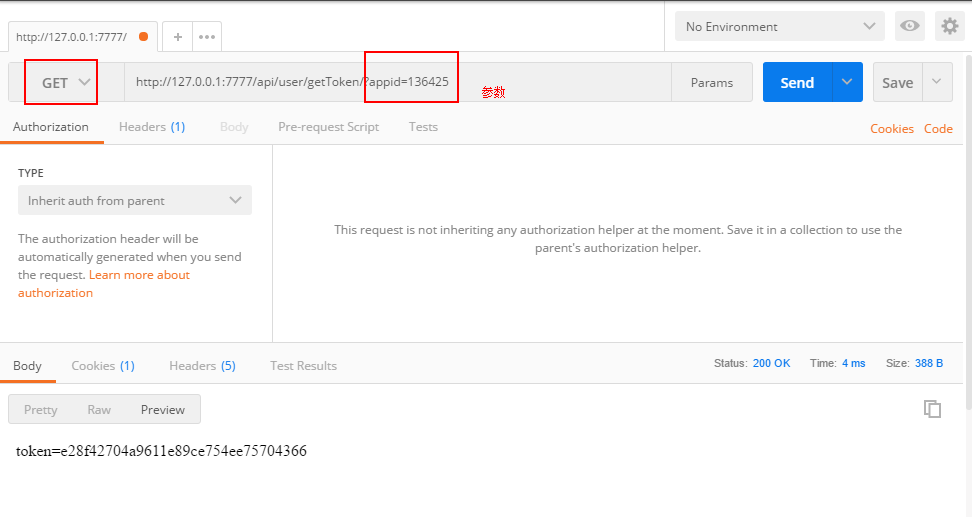 http://127.0.0.1:7777/
+
•••
No Environment
GET
http://127.0.0.1:7777/api/user/getToken/?appid=136425
参数
Params
Send
Save
Authorization
Headers (1)
Body
Pre-request Script
Tests
Cookies
Code
TYPE
Inherit auth from parent
The authorization header will be
automatically generated when you send
the request. Learn more about
authorization
This request is not inheriting any authorization helper at the moment. Save it in a collection to use the
parent's authorization helper.
Body
Cookies (1)
Headers (5)
Test Results
Status: 200 OK
Time: 4 ms
Size: 388 B
Pretty
Raw
Preview
token=e28f42704a9611e89ce754ee75704366